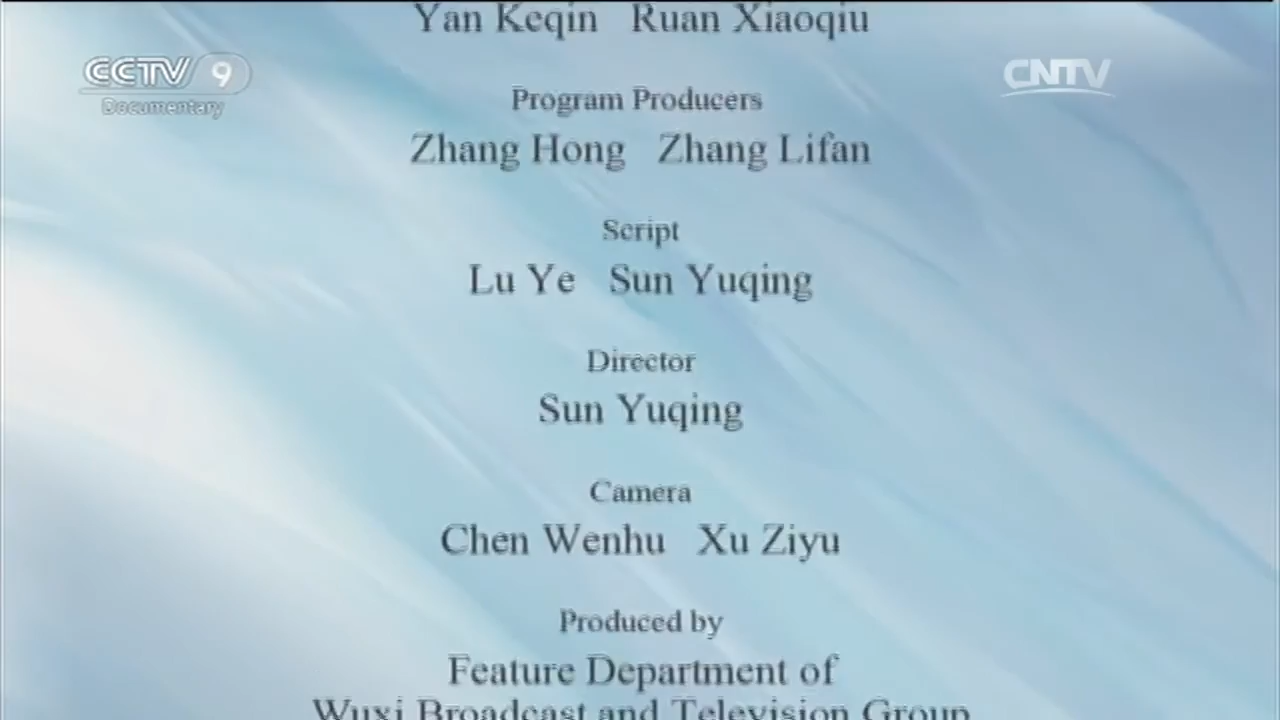 Yan Keqin Ruan Xiaoqiu
CCTV 9
Documentary
CNTV
Program Producers
Zhang Hong Zhang Lifan
Script
Lu Ye Sun Yuqing
Director
Sun Yuqing
Camera
Chen Wenhu Xu Ziyu
Produced by
Feature Department of
Wuxi Broadcast and Television Group